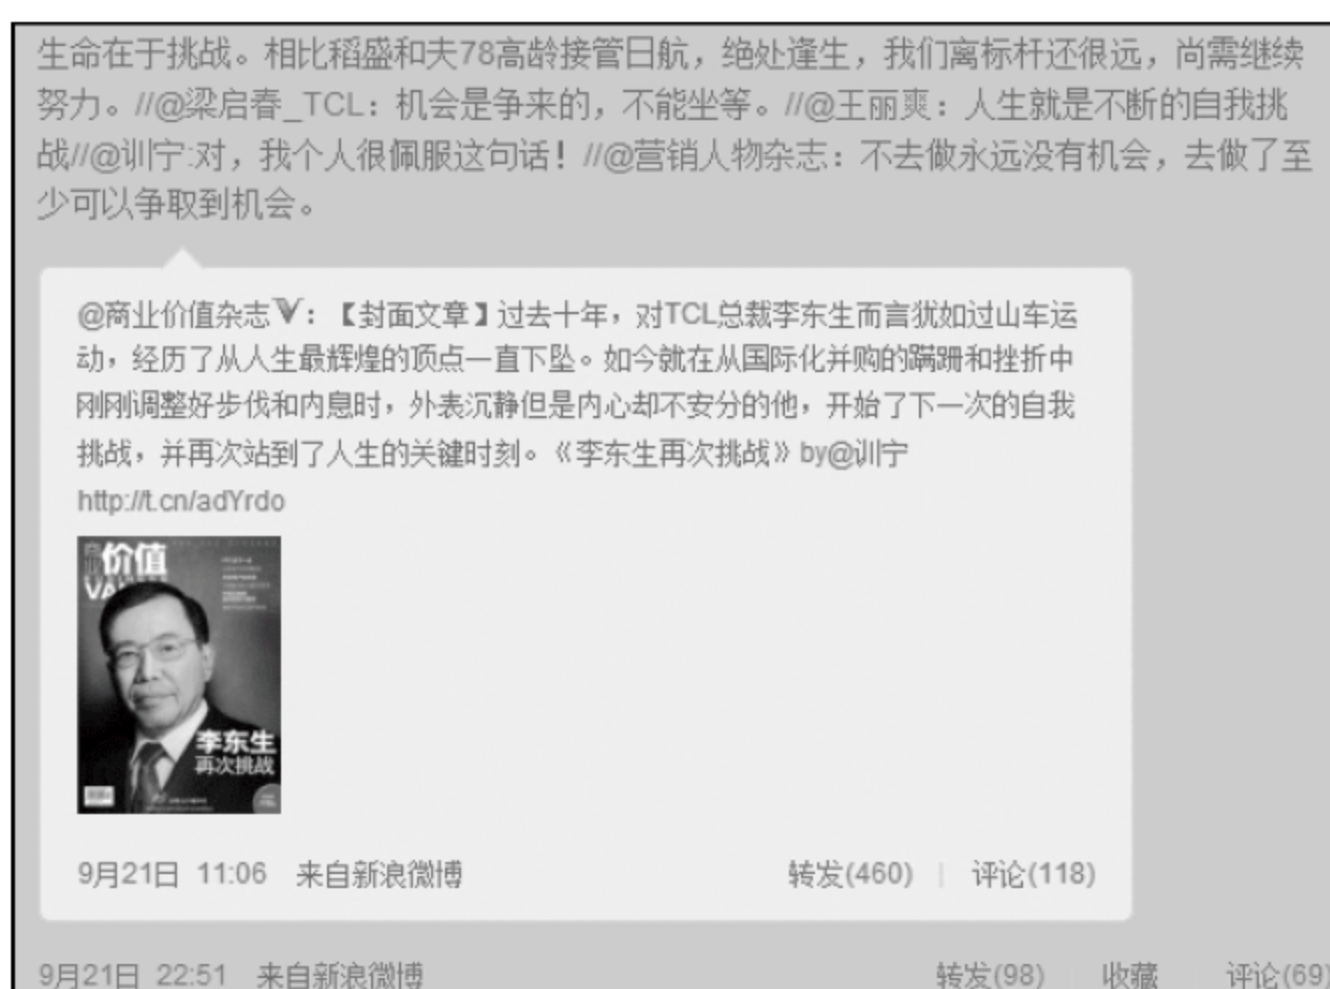 生命在于挑战。相比稻盛和夫78高龄接管日航，绝处逢生，我们离标杆还很远，尚需继续
努力。//@梁启春_TCL：机会是争来的，不能坐等。//@王丽爽：人生就是不断的自我挑
战//@训宁:对，我个人很佩服这句话！//@营销人物杂志：不去做永远没有机会，去做了至
少可以争取到机会。
@商业价值杂志V：【封面文章】过去十年，对TCL总裁李东生而言犹如过山车运
动，经历了从人生最辉煌的顶点一直下坠。如今就在从国际化并购的蹒跚和挫折中
刚刚调整好步伐和内息时，外表沉静但是内心却不安分的他，开始了下一次的自我
挑战，并再次站到了人生的关键时刻。《李东生再次挑战》by@训宁
http://t.cn/adYrdo
价值
李东生
再次挑战
9月21日 11:06 来自新浪微博 转发(460) | 评论(118)
9月21日 22:51 来自新浪微博 转发(98) 收藏 评论(69)